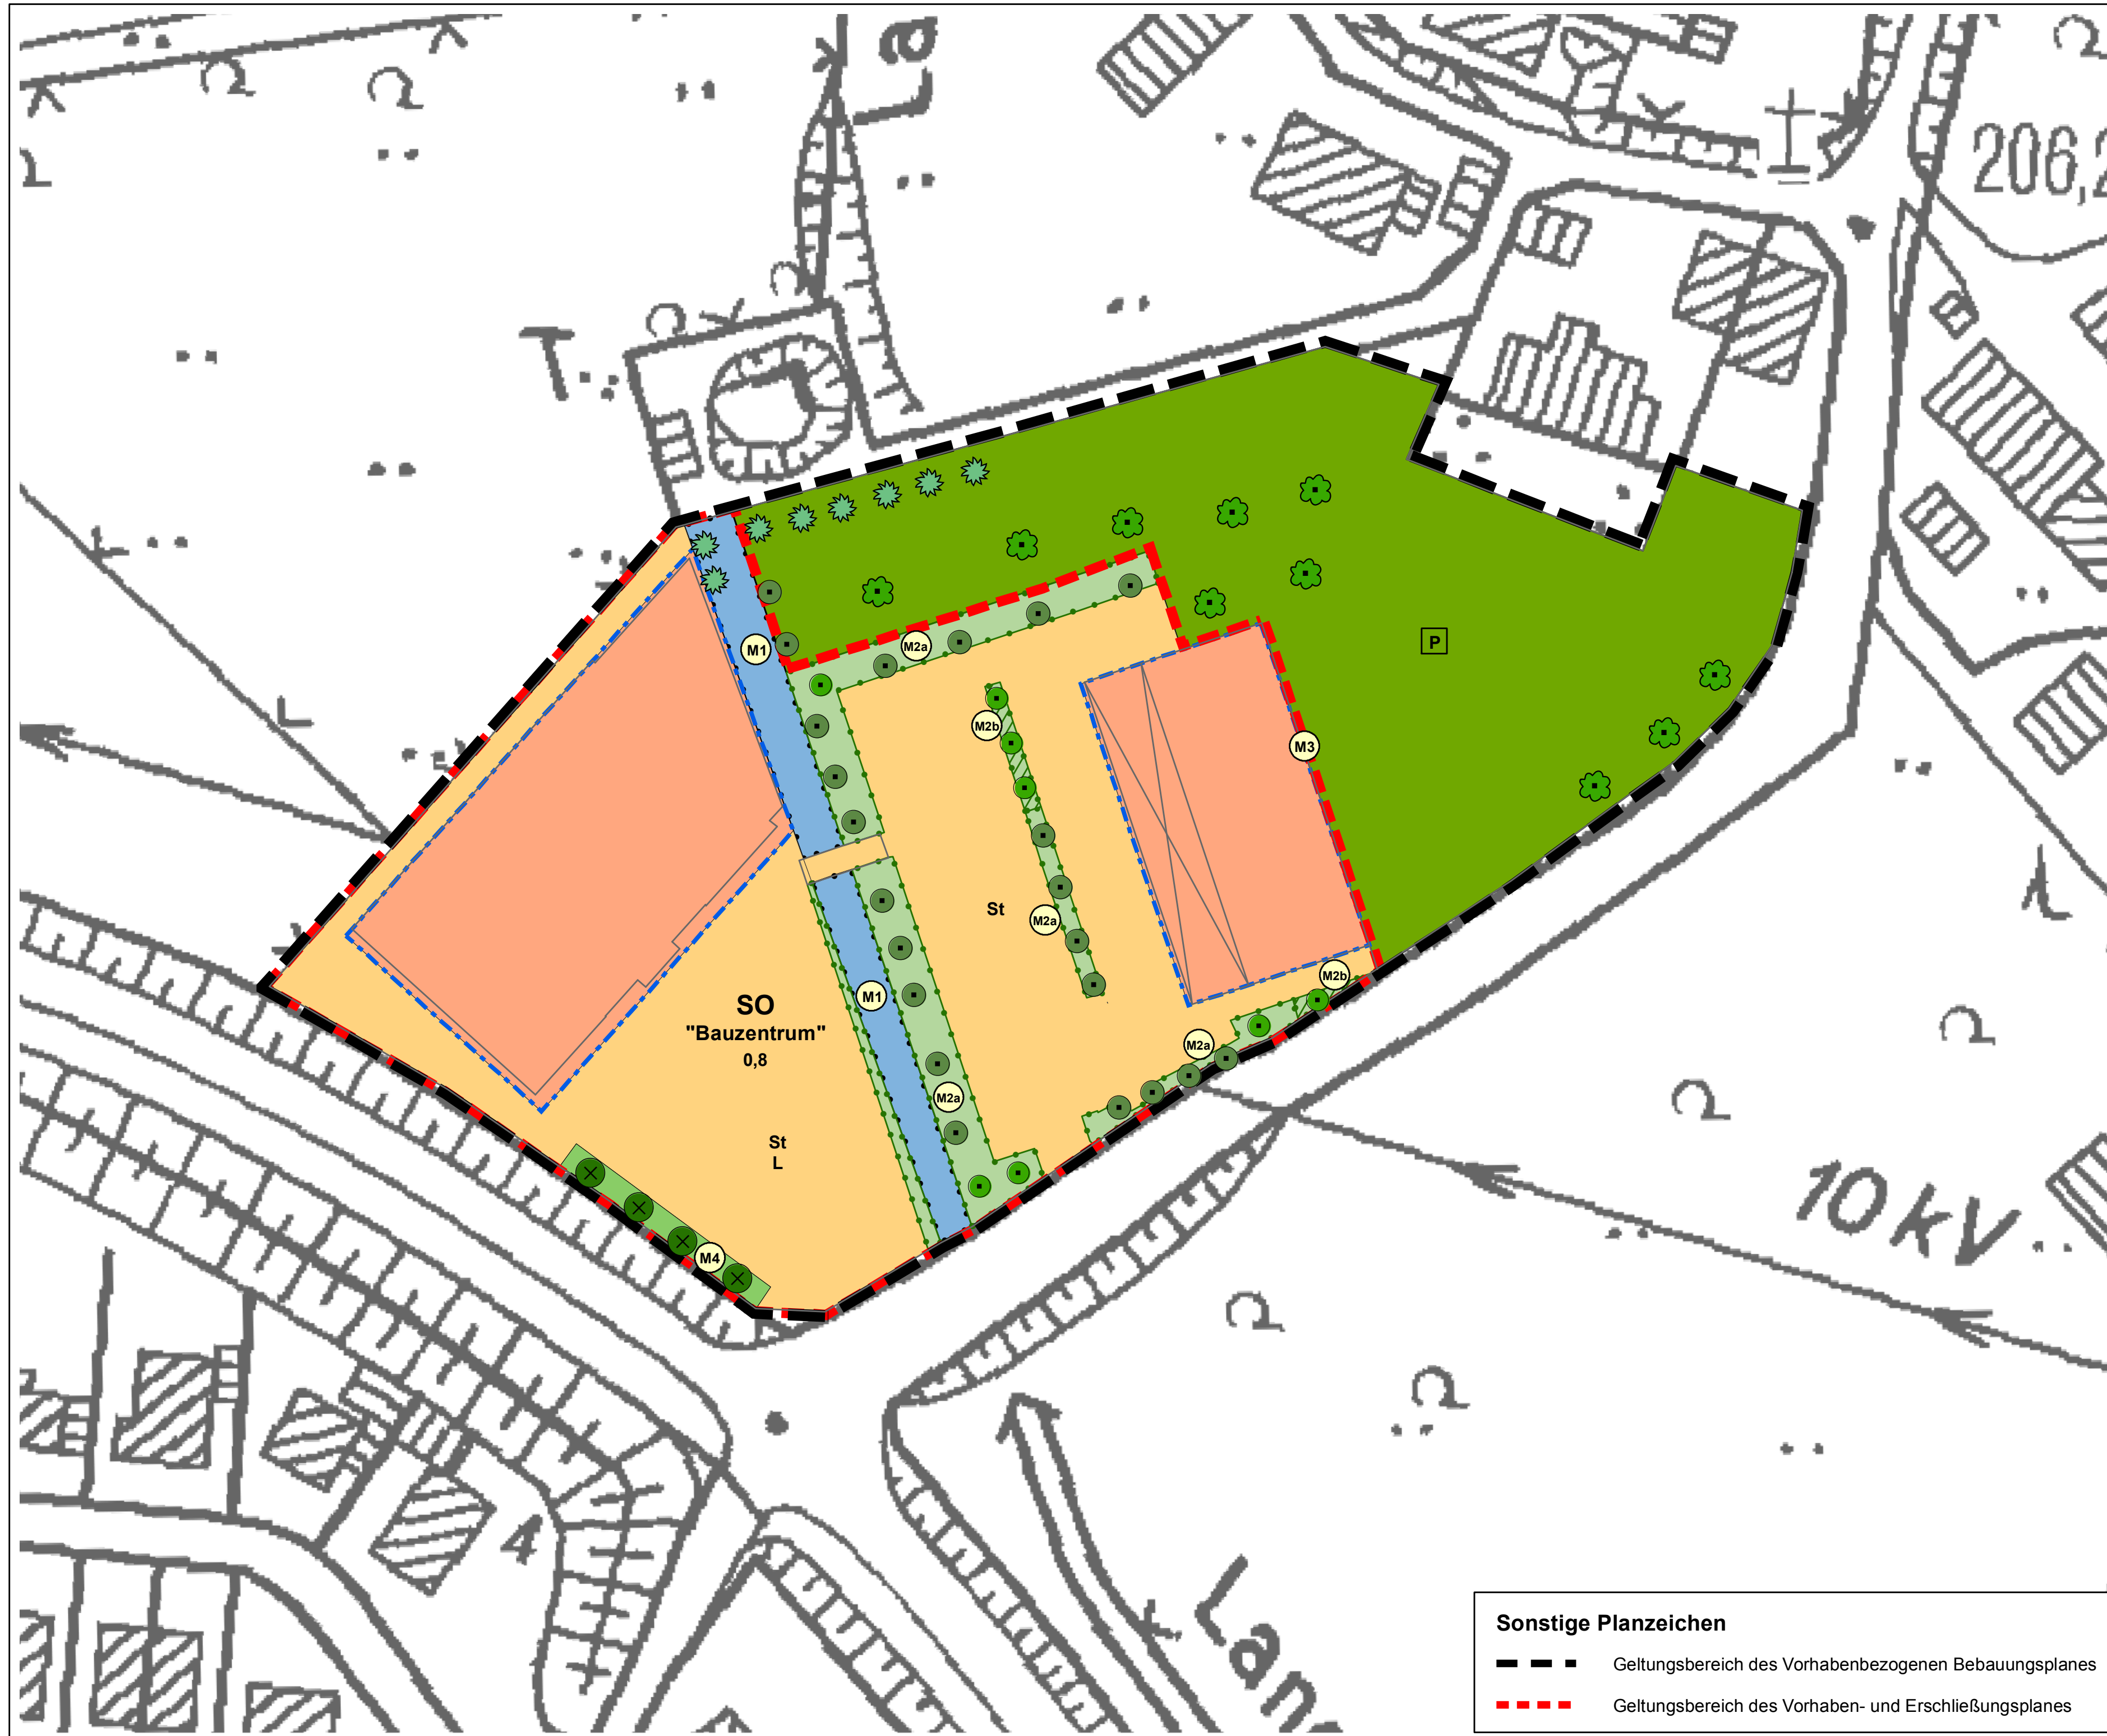 La
206,2
M1
M2a
P
M2b
M3
St
M2a
M2b
M1
SO
"Bauzentrum"
0,8
M2a
M2a
St
L
M4
10 kV
Lan
Sonstige Planzeichen
Geltungsbereich des Vorhabenbezogenen Bebauungsplanes
Geltungsbereich des Vorhaben- und Erschließungsplanes